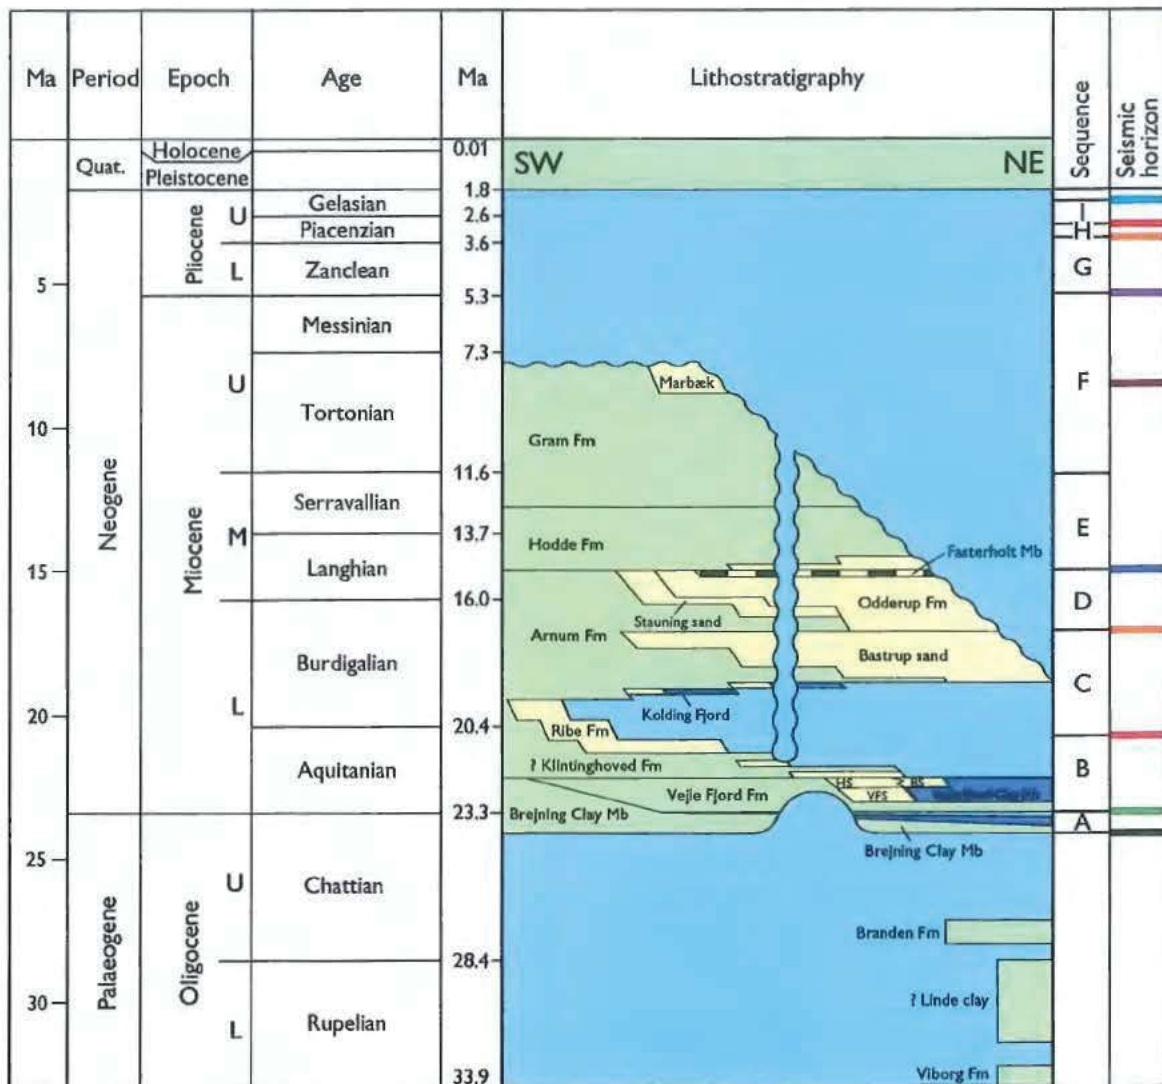 Ma Period Epoch Age Ma Lithostratigraphy Sequence Seismic horizon
Quat. Holocene 0.01 SW NE
Pleistocene
1.8
Neogene Pliocene U Gelasian I
2.6
Piacenzian H
3.6
L Zanclean G
5
5.3
Miocene U Messinian
7.3
Marbæk F
Tortonian
10
Gram Fm
11.6
M Serravallian E
13.7
Hodde Fm Fasterholt Mb
Langhian
15
16.0 Odderup Fm D
Stauning sand
Arnum Fm
L Burdigalian Bastrup sand C
20
Kolding Fjord
20.4
Ribe Fm
? Klintinghoved Fm
Aquitanian B
Vejle Fjord Fm HS BS
VFS
23.3
Brejning Clay Mb A
Brejning Clay Mb
25
Palaeogene Oligocene U Chattian
Branden Fm
28.4
? Linde clay
30
L Rupelian
Viborg Fm
33.9